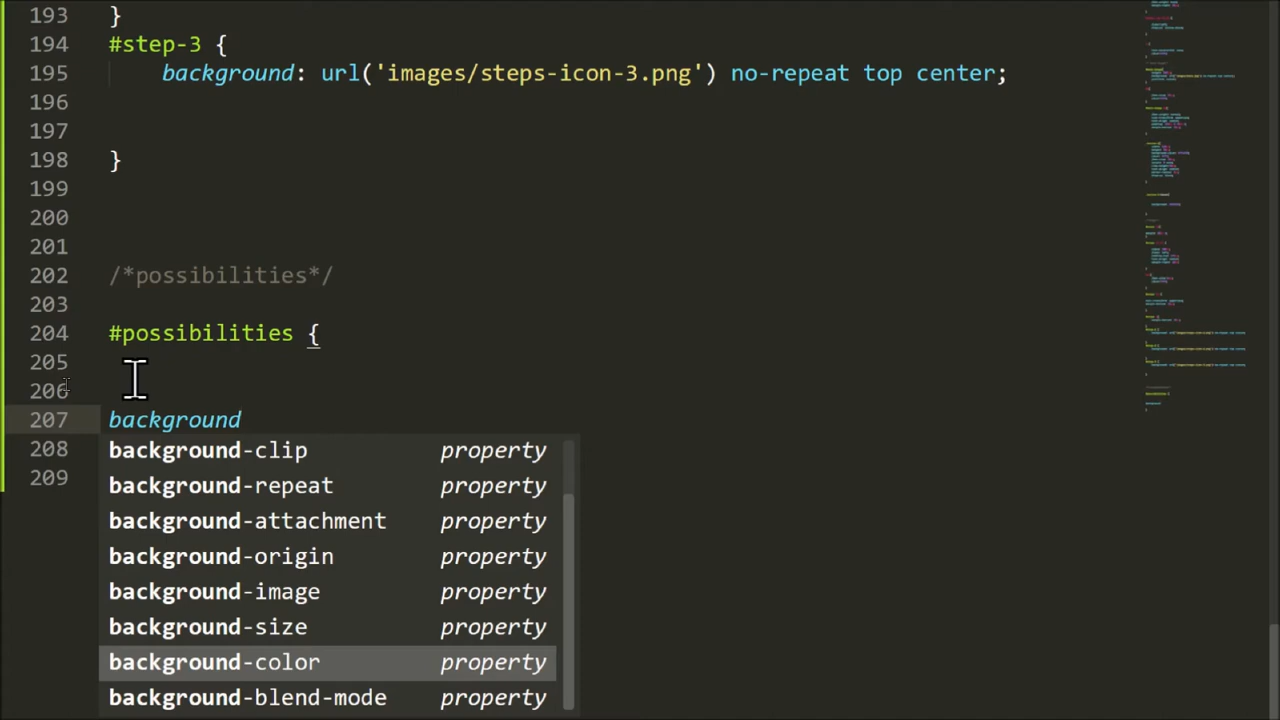 193 }
194 #step-3 {
195 background: url('images/steps-icon-3.png') no-repeat top center;
196
197
198 }
199
200
201
202 /*possibilities*/
203
204 #possibilities {
205
206
207 background
208
209
background-clip property
background-repeat property
background-attachment property
background-origin property
background-image property
background-size property
background-color property
background-blend-mode property